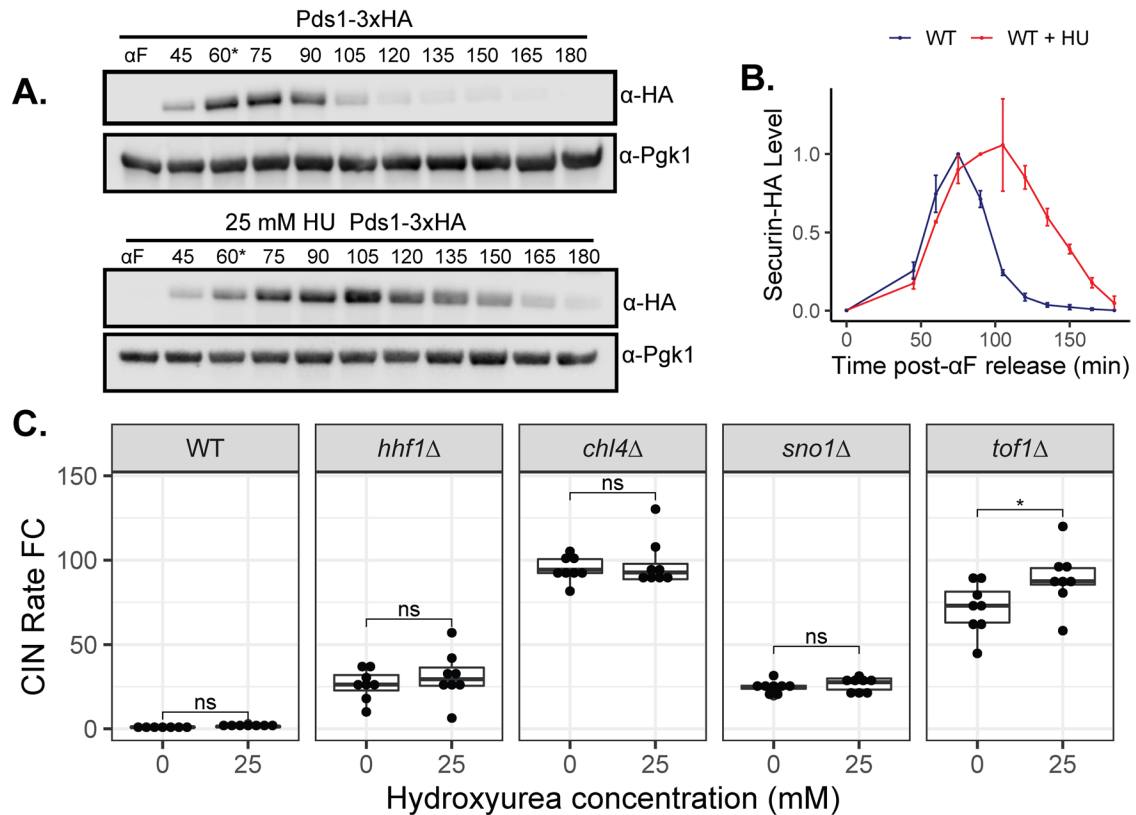 A.
Pds1-3xHA
αF 45 60* 75 90 105 120 135 150 165 180
α-HA
α-Pgk1
25 mM HU Pds1-3xHA
αF 45 60* 75 90 105 120 135 150 165 180
α-HA
α-Pgk1
WT WT + HU
B.
Securin-HA Level
1.0
0.5
0.0
0 50 100 150
Time post-αF release (min)
C.
WT hhf1Δ chl4Δ sno1Δ tof1Δ
CIN Rate FC
150
100
50
0
ns ns ns ns *
0 25 0 25 0 25 0 25 0 25
Hydroxyurea concentration (mM)